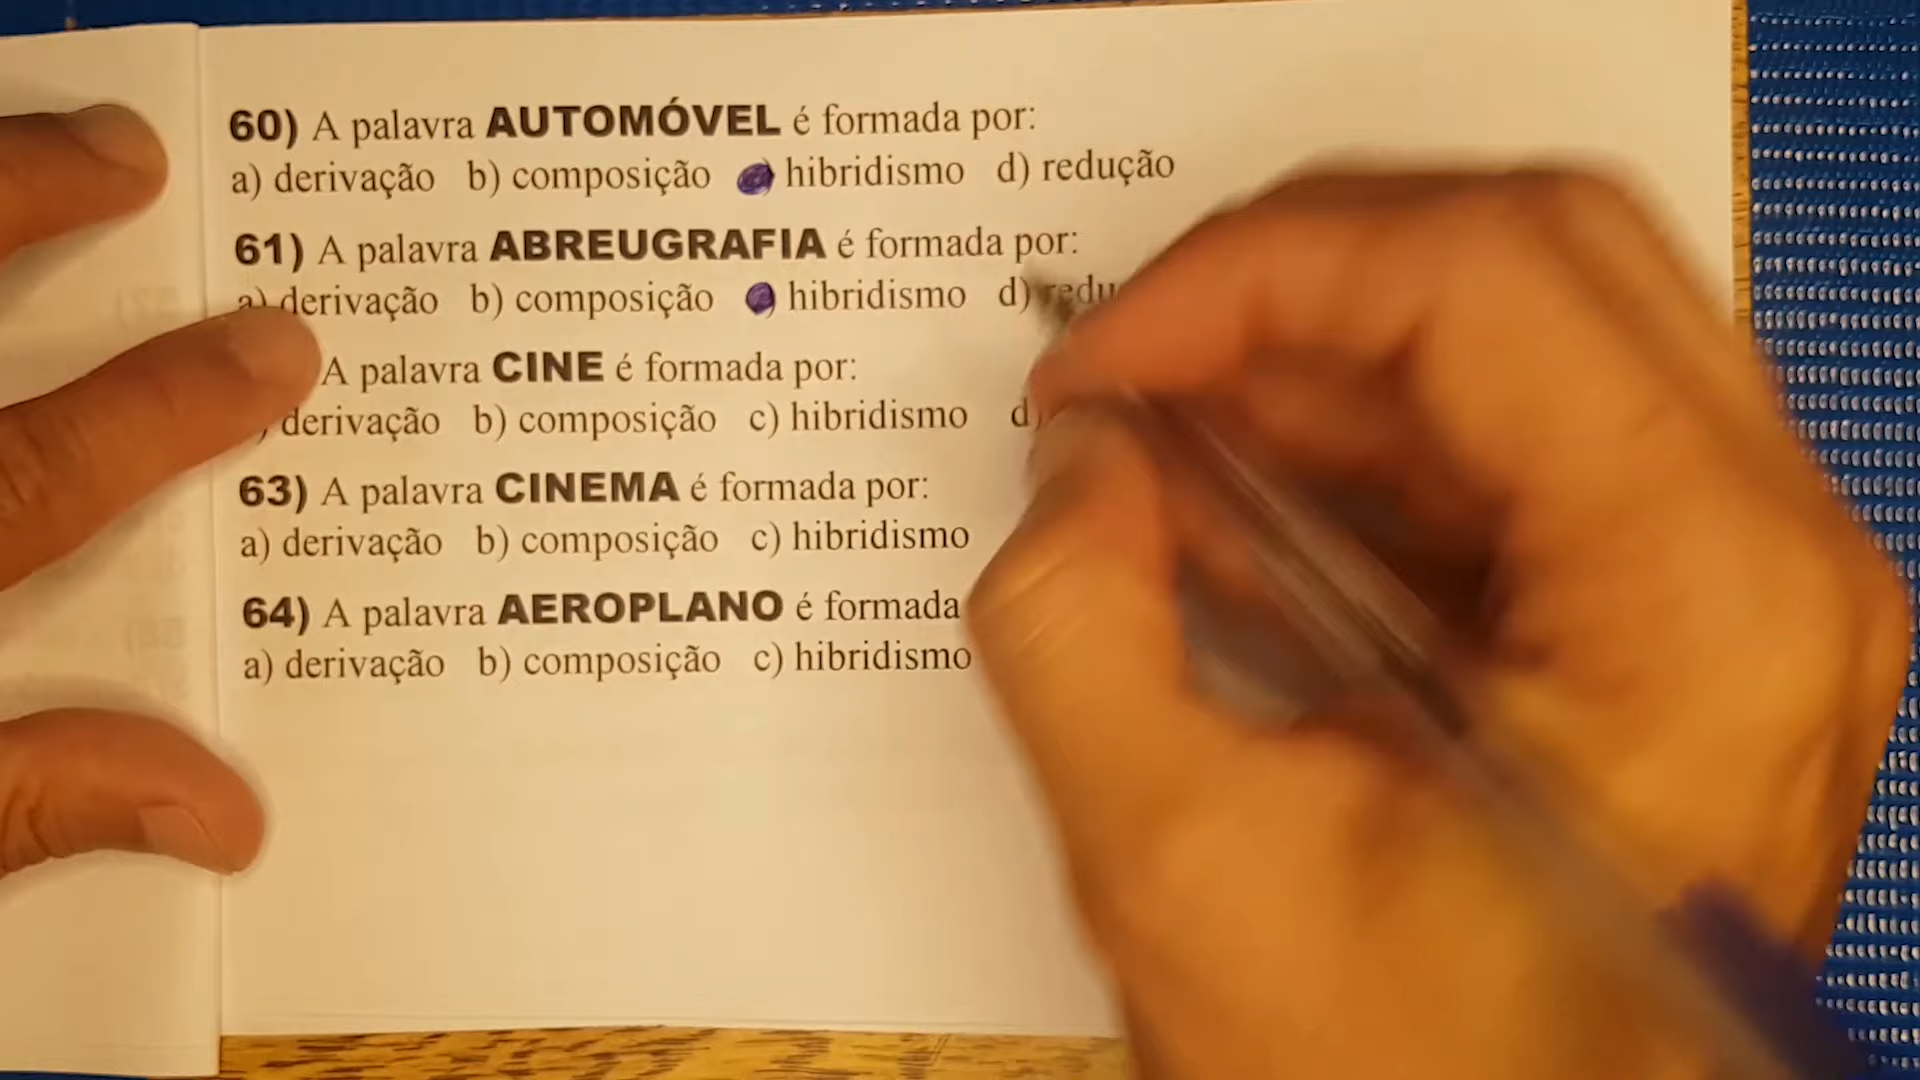 60) A palavra AUTOMÓVEL é formada por:
a) derivação b) composição ) hibridismo d) redução
61) A palavra ABREUGRAFIA é formada por:
a) derivação b) composição ) hibridismo d)
A palavra CINE é formada por:
) derivação b) composição c) hibridismo d)
63) A palavra CINEMA é formada por:
a) derivação b) composição c) hibridismo
64) A palavra AEROPLANO é formada
a) derivação b) composição c) hibridismo